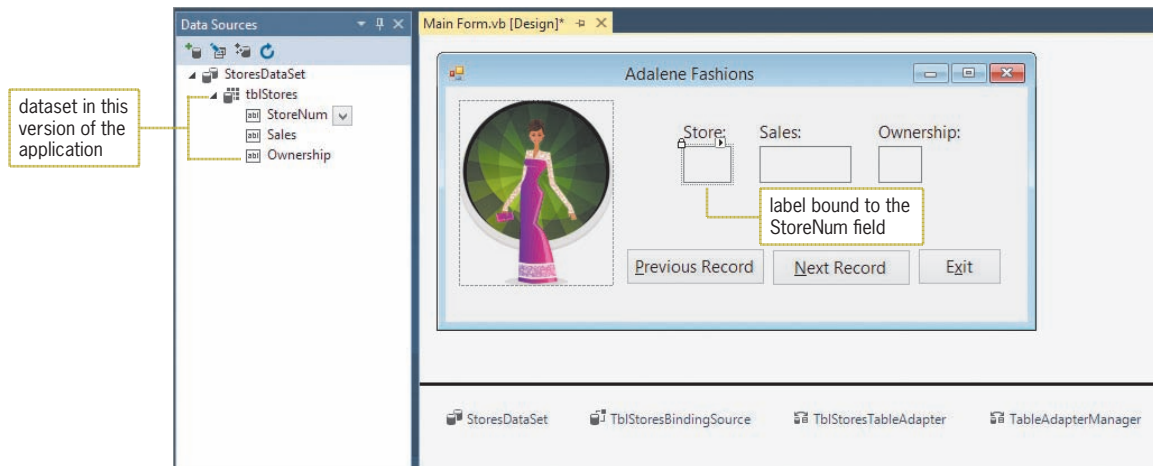 Data Sources
StoresDataSet
tblStores
StoreNum
Sales
Ownership
dataset in this
version of the
application
Main Form.vb [Design]*
Adalene Fashions
Store:
Sales:
Ownership:
label bound to the
StoreNum field
Previous Record
Next Record
Exit
StoresDataSet
TblStoresBindingSource
TblStoresTableAdapter
TableAdapterManager